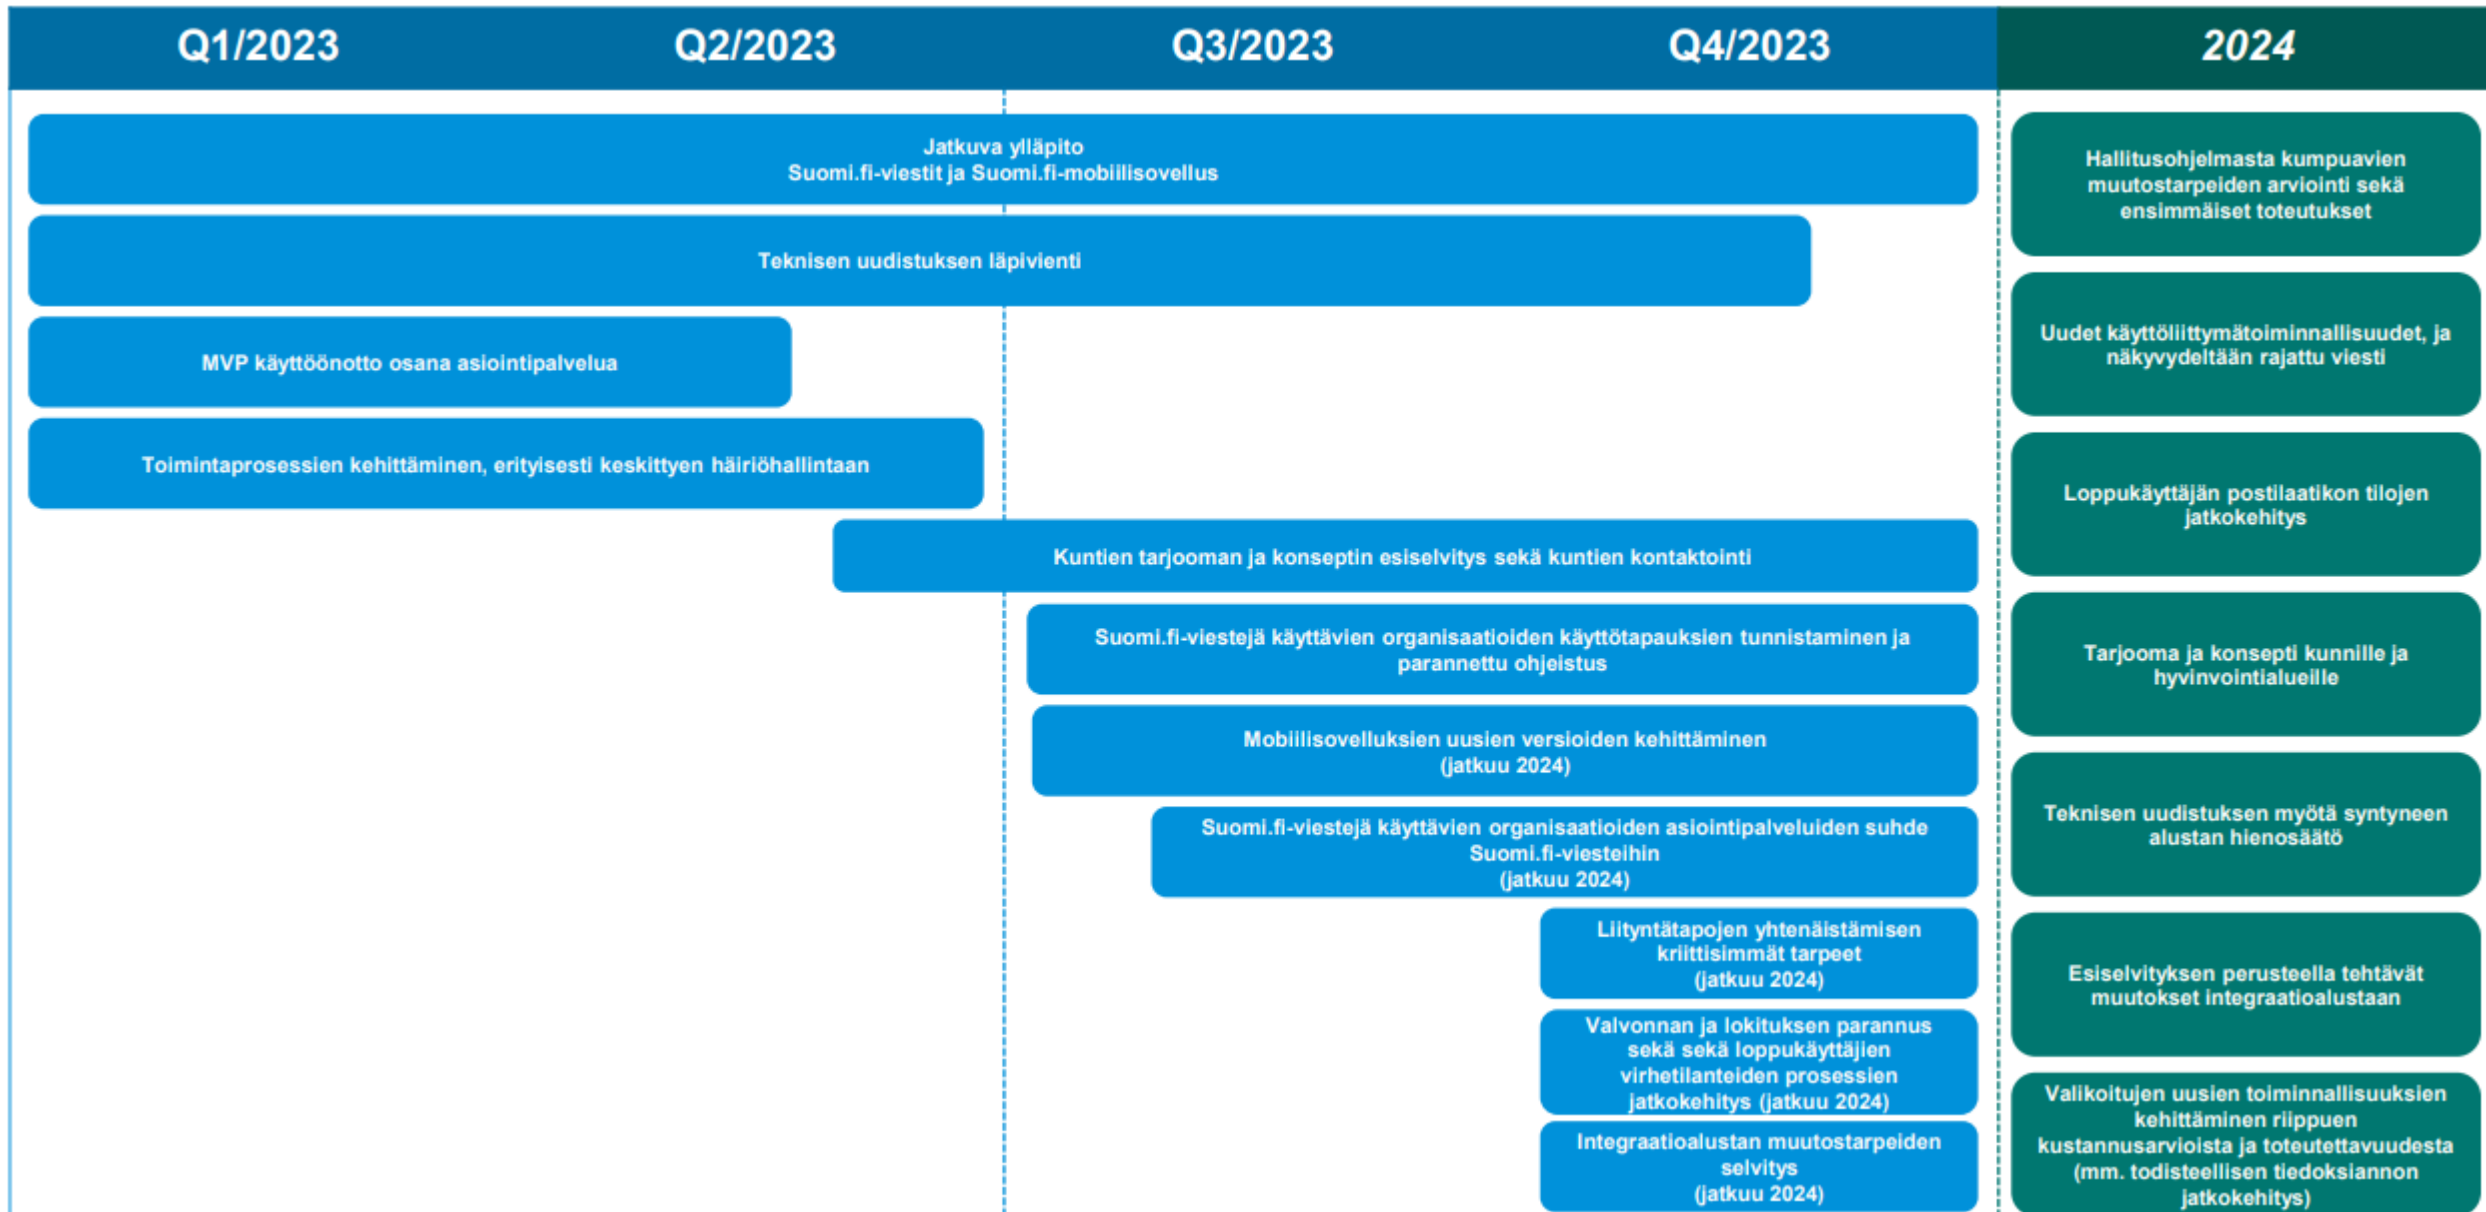 Q1/2023 Q2/2023 Q3/2023 Q4/2023 2024
Jatkuva ylläpito
Suomi.fi-viestit ja Suomi.fi-mobiilisovellus
Teknisen uudistuksen läpivienti
MVP käyttöönotto osana asiointipalvelua
Toimintaprosessien kehittäminen, erityisesti keskittyen häiriöhallintaan
Kuntien tarjooman ja konseptin esiselvitys sekä kuntien kontaktointi
Suomi.fi-viestejä käyttävien organisaatioiden käyttötapauksien tunnistaminen ja
parannettu ohjeistus
Mobiilisovelluksien uusien versioiden kehittäminen
(jatkuu 2024)
Suomi.fi-viestejä käyttävien organisaatioiden asiointipalveluiden suhde
Suomi.fi-viesteihin
(jatkuu 2024)
Liityntätapojen yhtenäistämisen
kriittisimmät tarpeet
(jatkuu 2024)
Valvonnan ja lokituksen parannus
sekä sekä loppukäyttäjien
virhetilanteiden prosessien
jatkokehitys (jatkuu 2024)
Integraatioalustan muutostarpeiden
selvitys
(jatkuu 2024)
Hallitusohjelmasta kumpuavien
muutostarpeiden arviointi sekä
ensimmäiset toteutukset
Uudet käyttöliittymätoiminnallisuudet, ja
näkyvydeltään rajattu viesti
Loppukäyttäjän postilaatikon tilojen
jatkokehitys
Tarjooma ja konsepti kunnille ja
hyvinvointialueille
Teknisen uudistuksen myötä syntyneen
alustan hienosäätö
Esiselvityksen perusteella tehtävät
muutokset integraatioalustaan
Valikoitujen uusien toiminnallisuuksien
kehittäminen riippuen
kustannusarvioista ja toteutettavuudesta
(mm. todisteellisen tiedoksiannon
jatkokehitys)